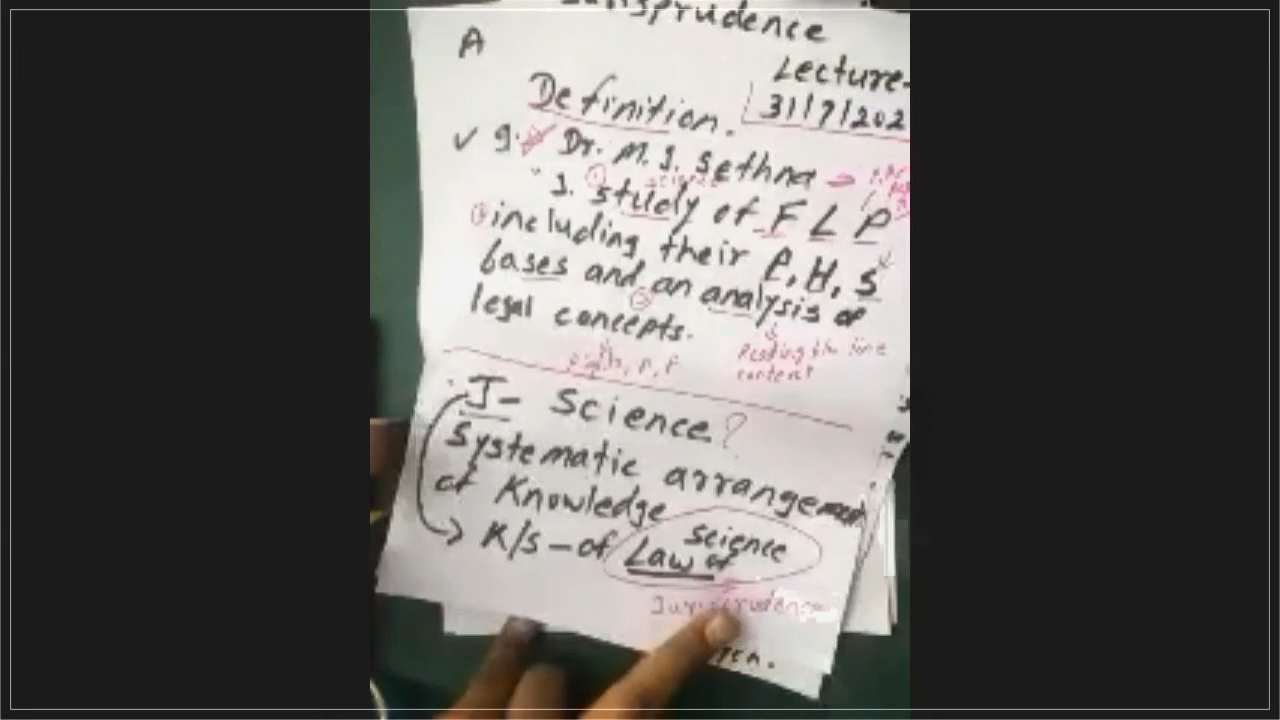 Jurisprudence
A
Lecture-
Definition.
31/7/202
✓ 9. Dr. M. J. Sethna →
science
J. study of F L P
including their P, H, S
bases and an analysis of
legal concepts.
Reading the line
content
J- Science?
Systematic arrangement
of Knowledge
science
K/S - of Law of
Jurisprudence